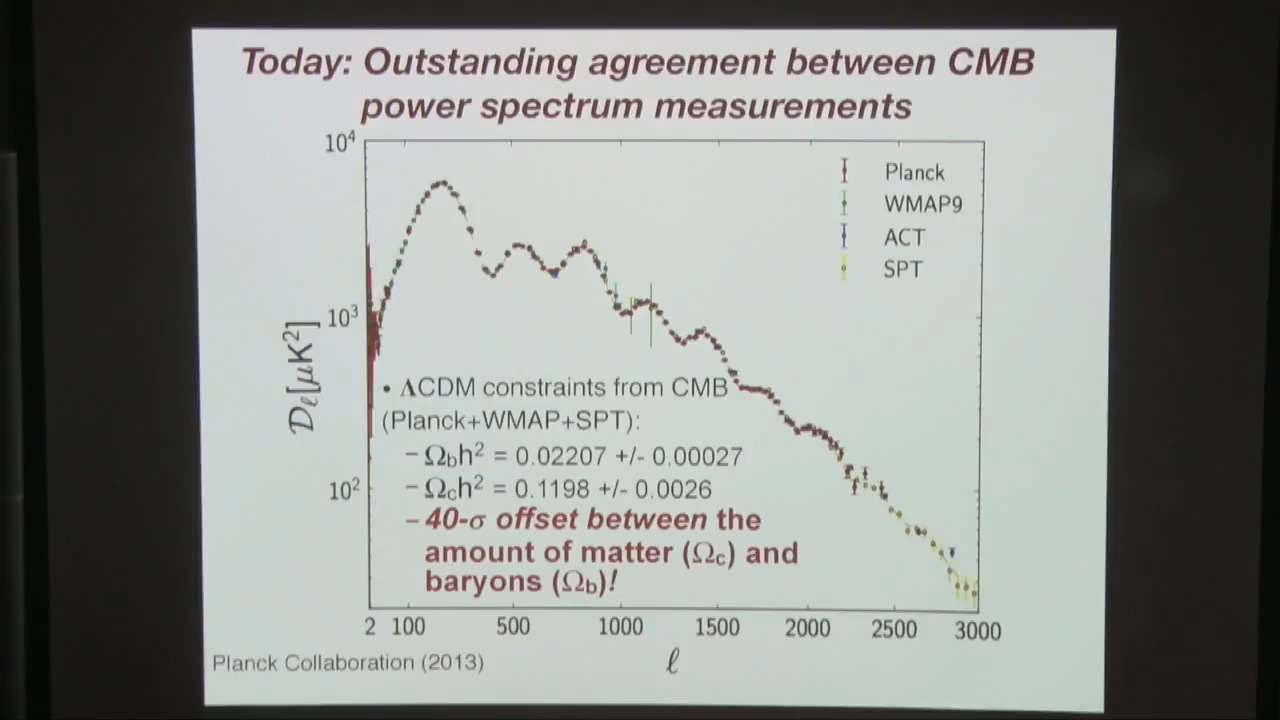 Today: Outstanding agreement between CMB
power spectrum measurements
10⁴
10³
10²
𝒟ℓ[μK²]
Planck
WMAP9
ACT
SPT
• ΛCDM constraints from CMB
(Planck+WMAP+SPT):
– Ωbh² = 0.02207 +/- 0.00027
– Ωch² = 0.1198 +/- 0.0026
– 40-σ offset between the
amount of matter (Ωc) and
baryons (Ωb)!
2 100 500 1000 1500 2000 2500 3000
ℓ
Planck Collaboration (2013)